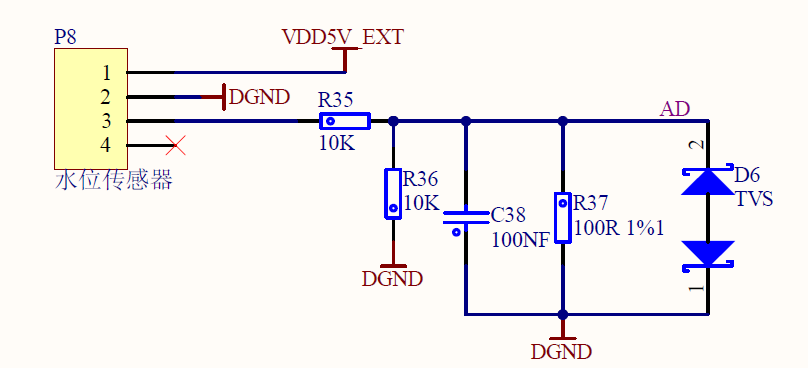 P8
VDD5V_EXT
1
2
DGND
3
R35
10K
4
水位传感器
AD
R36
10K
DGND
C38
100NF
R37
100R 1%1
2
D6
TVS
1
DGND